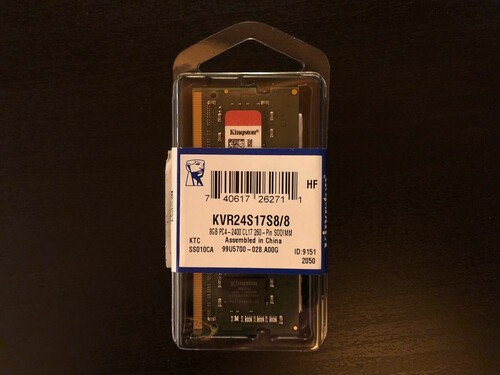 Kingston
HF
7 40617 26271 1
KVR24S17S8/8
8GB PC4-2400 CL17 260-Pin SODIMM
KTC
Assembled in China
SS010CA
99U5700-028.A00G
ID:9151
2050
Kingston